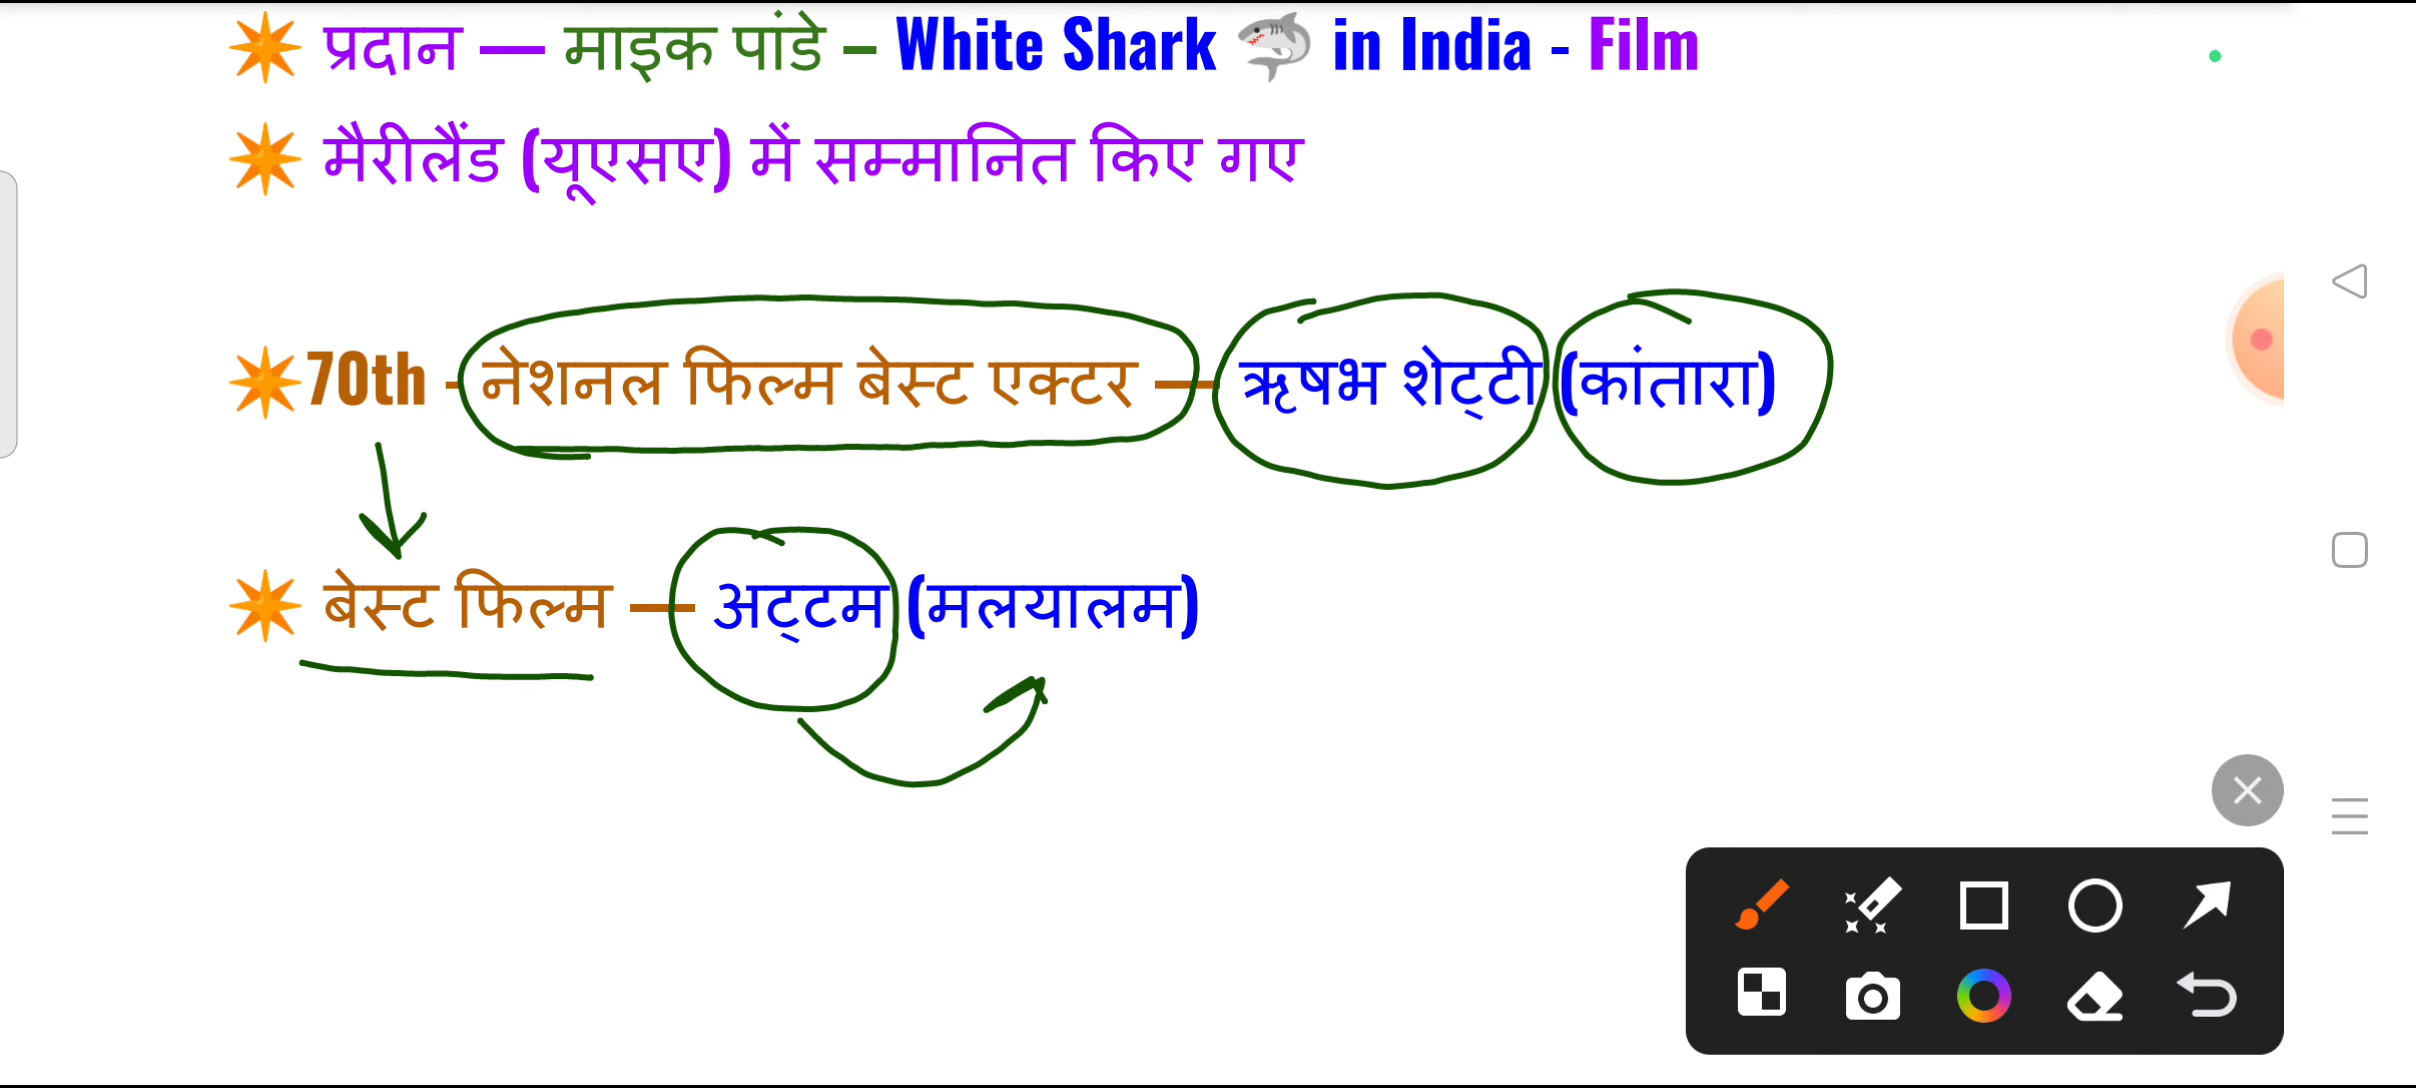 प्रदान — माइक पांडे – White Shark 🦈 in India - Film
मैरीलैंड (यूएसए) में सम्मानित किए गए
70th - नेशनल फिल्म बेस्ट एक्टर — ऋषभ शेट्टी (कांतारा)
बेस्ट फिल्म — अट्टम (मलयालम)